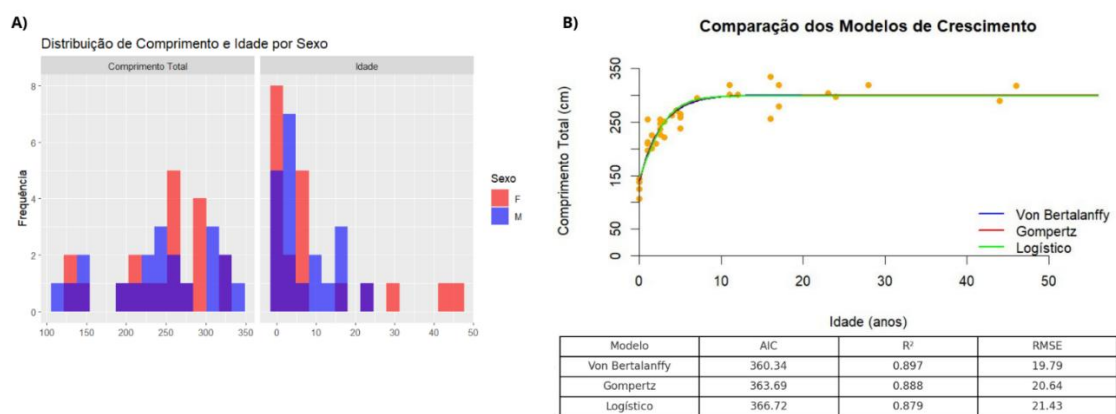 A)
Distribuição de Comprimento e Idade por Sexo
Comprimento Total
Idade
Frequência
8
6
4
2
0
100 150 200 250 300 350
0 10 20 30 40 50
Sexo
F
M
B)
Comparação dos Modelos de Crescimento
Comprimento Total (cm)
350
250
150
50
0
Von Bertalanffy
Gompertz
Logístico
0 10 20 30 40 50
Idade (anos)
Modelo AIC R² RMSE
Von Bertalanffy 360.34 0.897 19.79
Gompertz 363.69 0.888 20.64
Logístico 366.72 0.879 21.43